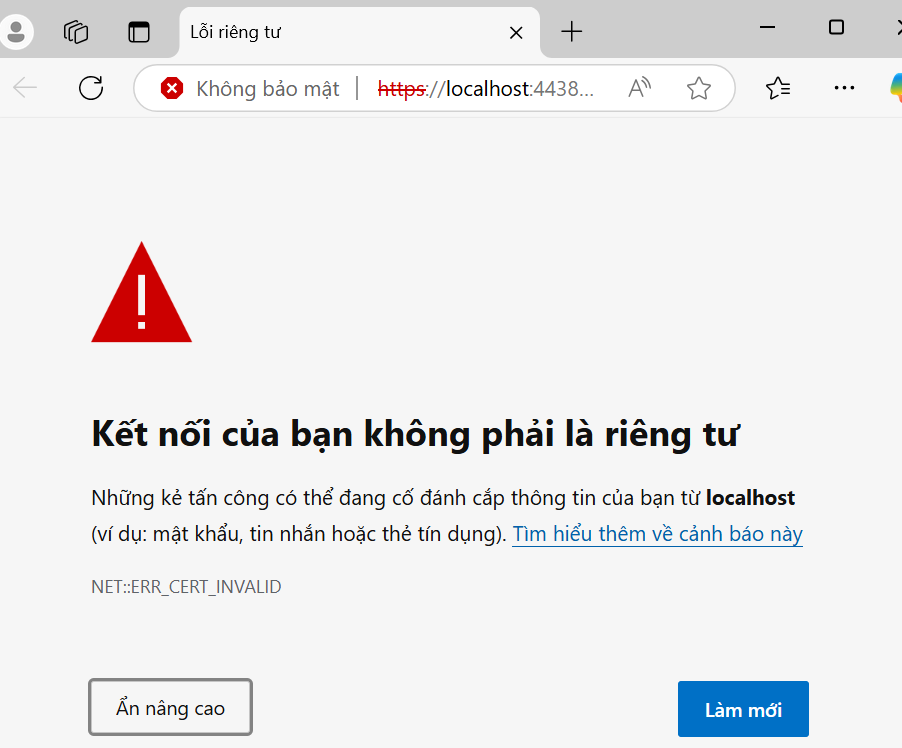 Lỗi riêng tư
Không bảo mật https://localhost:4438...
Kết nối của bạn không phải là riêng tư
Những kẻ tấn công có thể đang cố đánh cắp thông tin của bạn từ localhost
(ví dụ: mật khẩu, tin nhắn hoặc thẻ tín dụng). Tìm hiểu thêm về cảnh báo này
NET::ERR_CERT_INVALID
Ẩn nâng cao
Làm mới